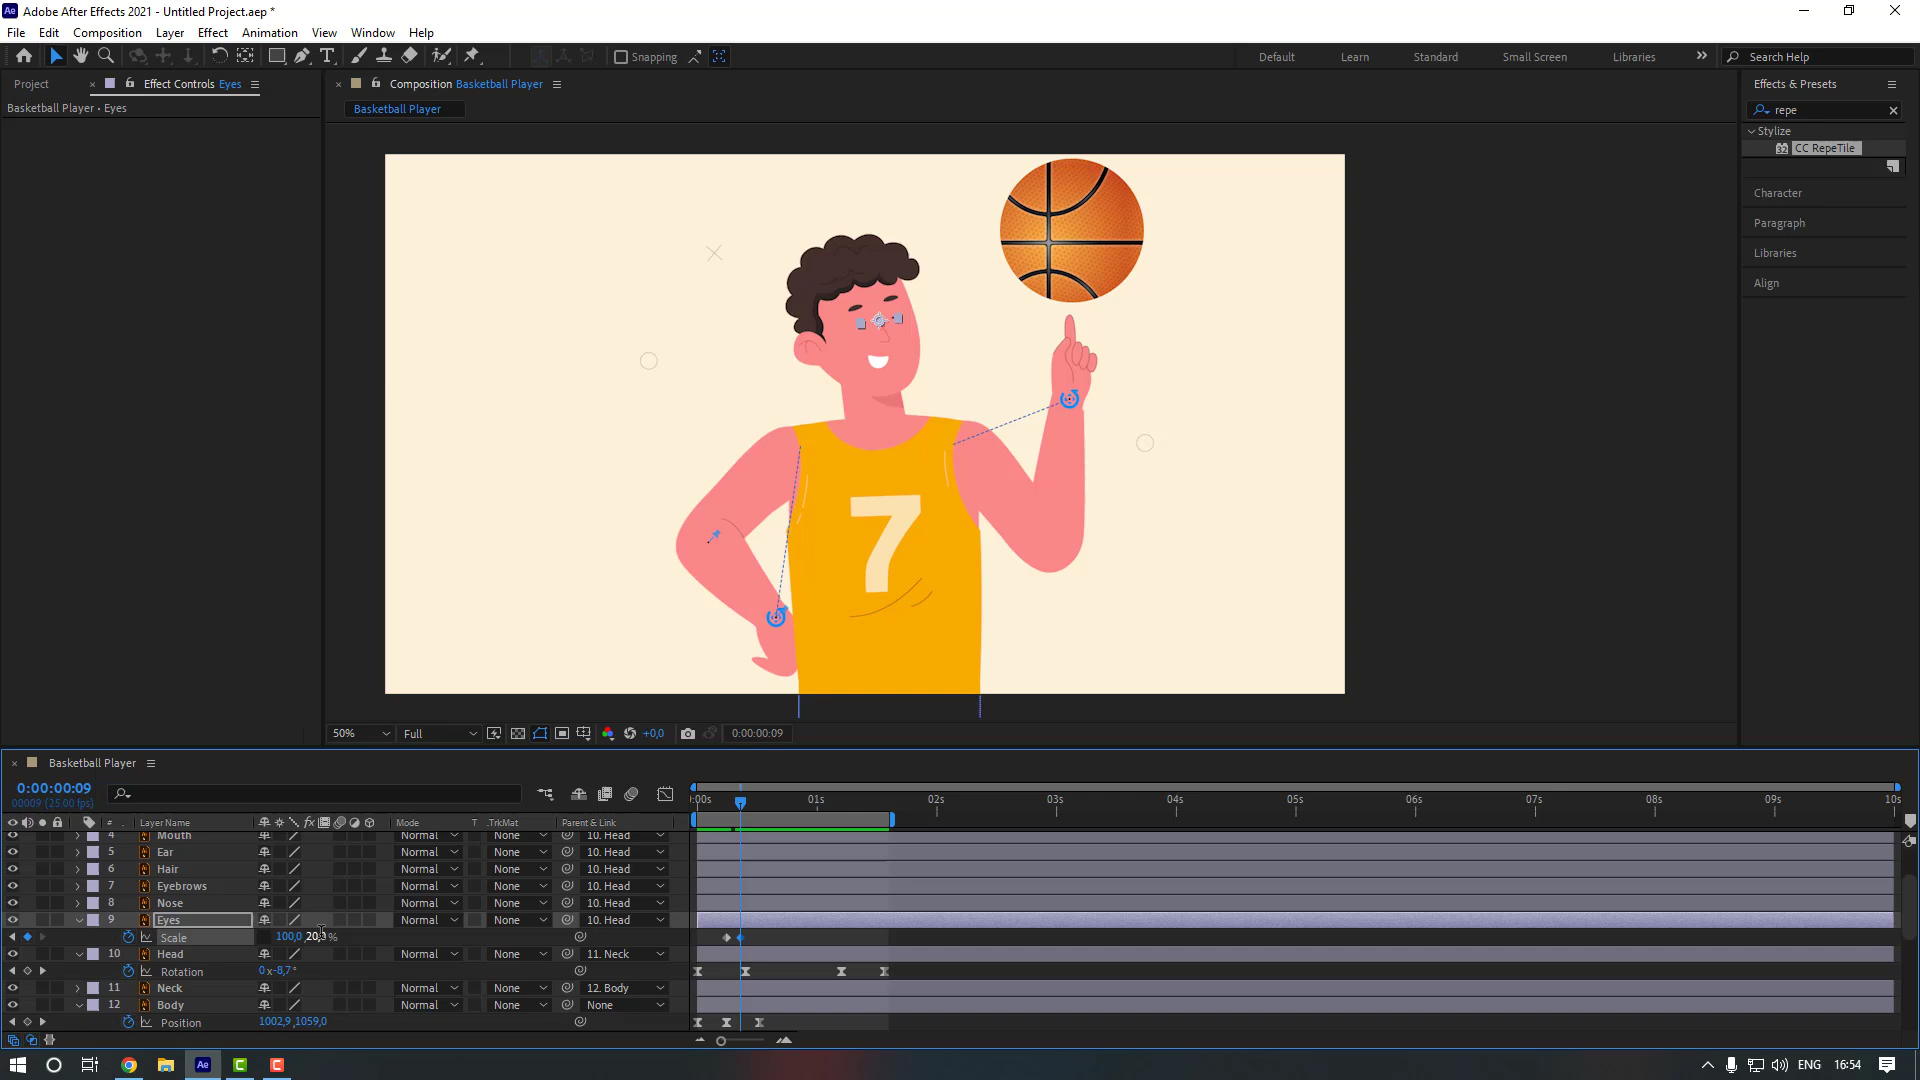 Adobe After Effects 2021 - Untitled Project.aep *
File Edit Composition Layer Effect Animation View Window Help
Snapping Default Learn Standard Small Screen Libraries Search Help
Project Effect Controls Eyes
Basketball Player • Eyes
Composition Basketball Player
Basketball Player
Effects & Presets
repe
Stylize
32 CC RepeTile
Character
Paragraph
Libraries
Align
7
50% Full +0,0 0:00:00:09
Basketball Player
0:00:00:09
00009 (25.00 fps)
:00s 01s 02s 03s 04s 05s 06s 07s 08s 09s 10s
# Layer Name Mode T .TrkMat Parent & Link
4 Mouth Normal None 10. Head
5 Ear Normal None 10. Head
6 Hair Normal None 10. Head
7 Eyebrows Normal None 10. Head
8 Nose Normal None 10. Head
9 Eyes Normal None 10. Head
Scale 100,0 ,20,0 %
10 Head Normal None 11. Neck
Rotation 0 x-8,7 °
11 Neck Normal None 12. Body
12 Body Normal None None
Position 1002,9 ,1059,0
Ae ENG 16:54